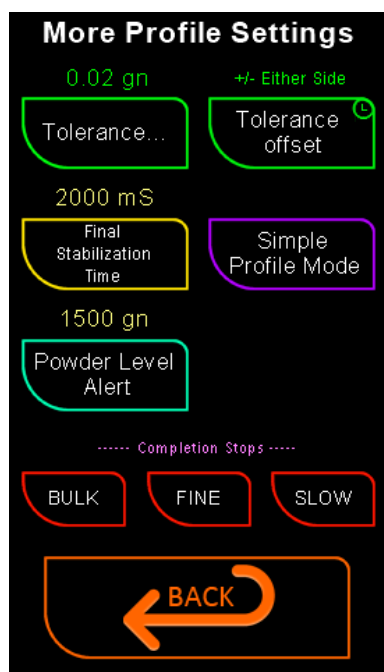 More Profile Settings
0.02 gn
+/- Either Side
Tolerance...
Tolerance
offset
2000 mS
Final
Stabilization
Time
Simple
Profile Mode
1500 gn
Powder Level
Alert
------ Completion Stops -----
BULK
FINE
SLOW
BACK